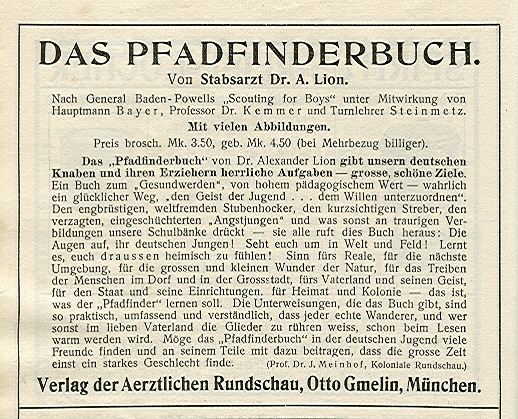 DAS PFADFINDERBUCH.
Von Stabsarzt Dr. A. Lion.
Nach General Baden-Powells „Scouting for Boys“ unter Mitwirkung von
Hauptmann Bayer, Professor Dr. Kemmer und Turnlehrer Steinmetz.
Mit vielen Abbildungen.
Preis brosch. Mk. 3.50, geb. Mk. 4.50 (bei Mehrbezug billiger).
Das „Pfadfinderbuch“ von Dr. Alexander Lion gibt unsern deutschen
Knaben und ihren Erziehern herrliche Aufgaben — grosse, schöne Ziele.
Ein Buch zum „Gesundwerden“, von hohem pädagogischem Wert — wahrlich
ein glücklicher Weg, „den Geist der Jugend . . . dem Willen unterzuordnen“.
Den engbrüstigen, weltfremden Stubenhocker, den kurzsichtigen Streber, den
verzagten, eingeschüchterten „Angstjungen“ und was sonst an traurigen Ver-
bildungen unsere Schulbänke drückt — sie alle ruft dies Buch heraus: Die
Augen auf, ihr deutschen Jungen! Seht euch um in Welt und Feld! Lernt
es, euch draussen heimisch zu fühlen! Sinn fürs Reale, für die nächste
Umgebung, für die grossen und kleinen Wunder der Natur, für das Treiben
der Menschen im Dorf und in der Grossstadt, fürs Vaterland und seinen Geist,
für den Staat und seine Einrichtungen, für Heimat und Kolonie — das ist,
was der „Pfadfinder“ lernen soll. Die Unterweisungen, die das Buch gibt, sind
so praktisch, umfassend und verständlich, dass jeder echte Wanderer, und wer
sonst im lieben Vaterland die Glieder zu rühren weiss, schon beim Lesen
warm werden wird. Möge das „Pfadfinderbuch“ in der deutschen Jugend viele
Freunde finden und an seinem Teile mit dazu beitragen, dass die grosse Zeit
einst ein starkes Geschlecht finde. (Prof. Dr. J. Meinhof, Koloniale Rundschau.)
Verlag der Aerztlichen Rundschau, Otto Gmelin, München.